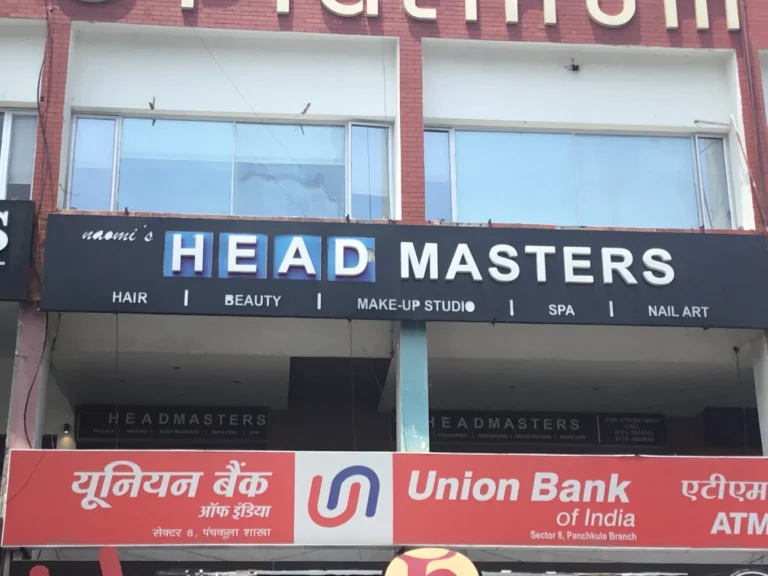 Platinum
S
naomi's HEAD MASTERS
HAIR | BEAUTY | MAKE-UP STUDIO | SPA | NAIL ART
HEADMASTERS
HEADMASTERS
यूनियन बैंक
ऑफ इंडिया
सेक्टर 8, पंचकूला शाखा
Union Bank
of India
Sector 8, Panchkula Branch
एटीएम
ATM